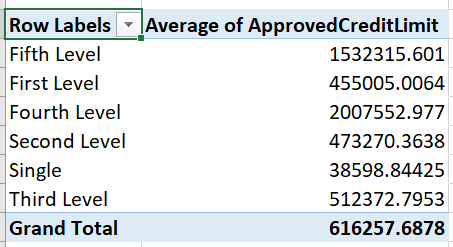 Row Labels Average of ApprovedCreditLimit
Fifth Level 1532315.601
First Level 455005.0064
Fourth Level 2007552.977
Second Level 473270.3638
Single 38598.84425
Third Level 512372.7953
Grand Total 616257.6878